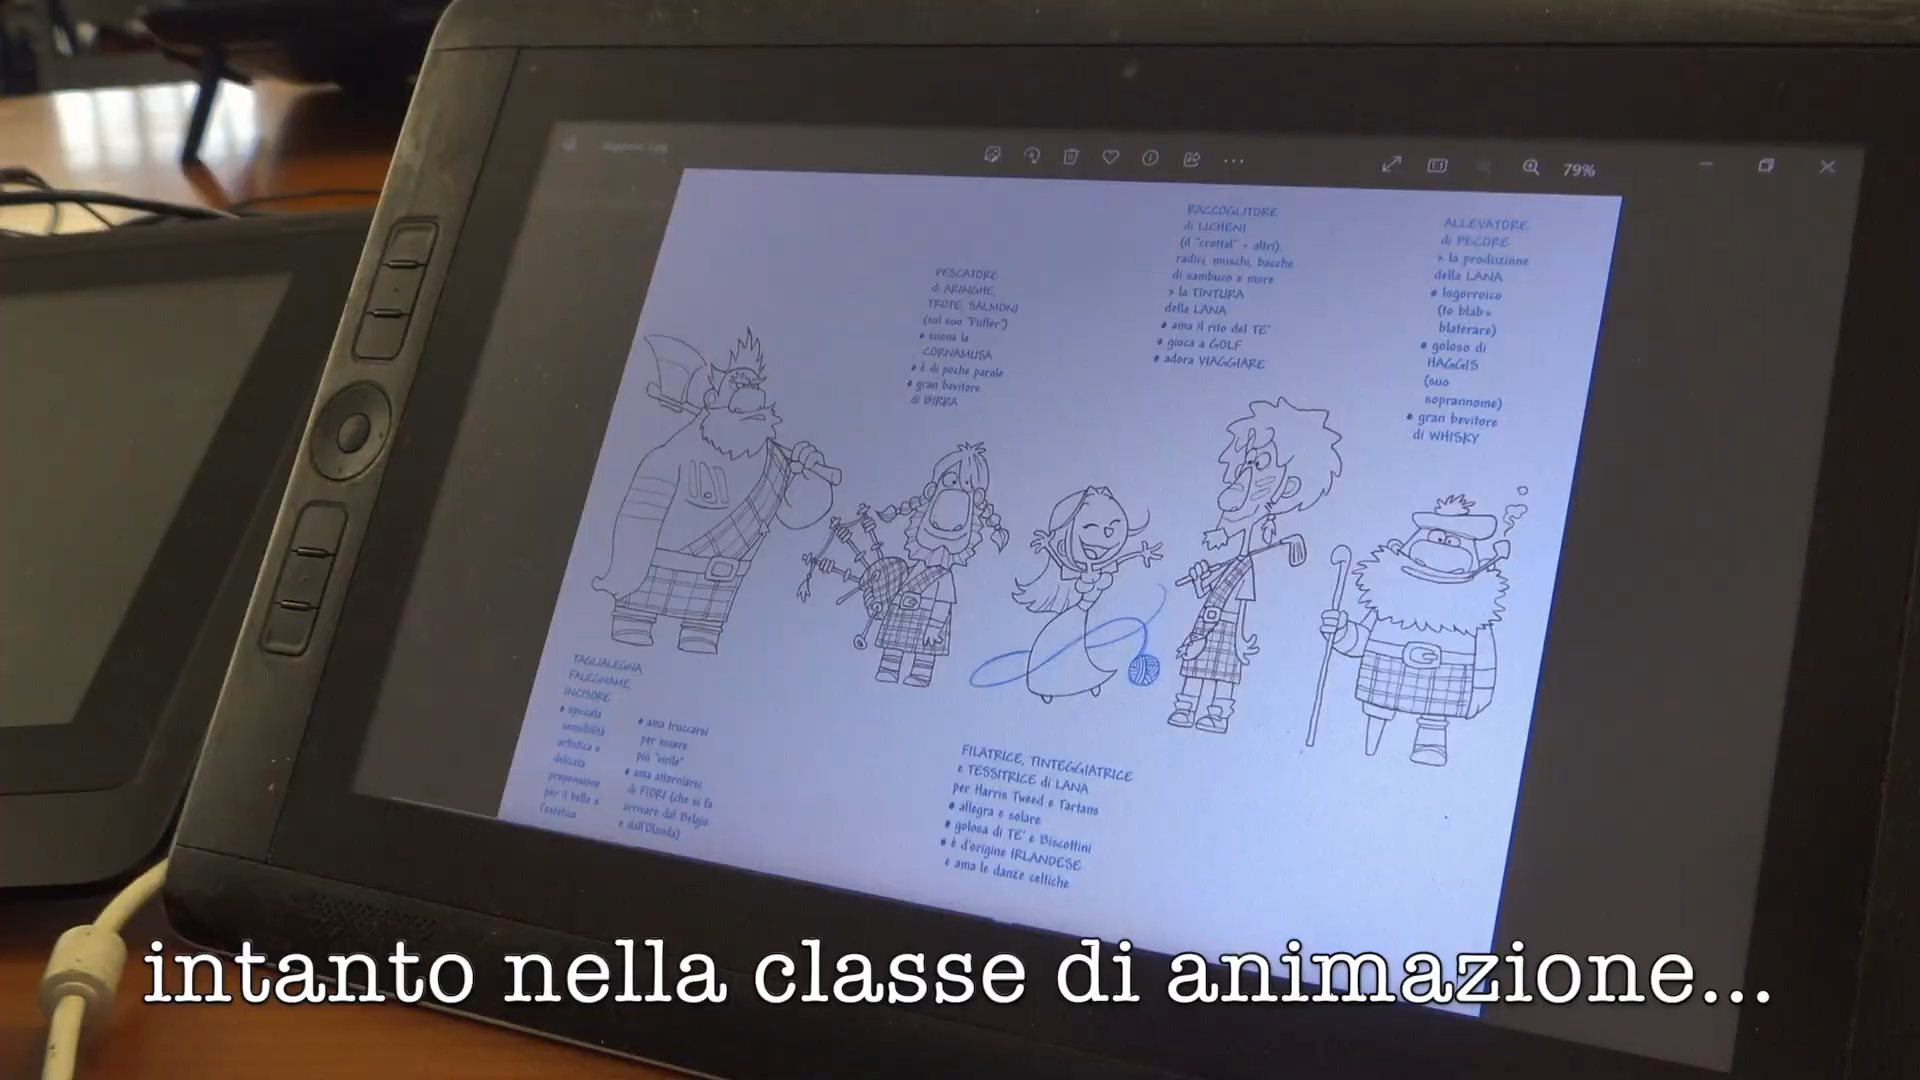 79%
RACCOGLITORE
di LICHENI
(il "crottal" + altri),
radici, muschi, bacche
di sambuco e more
x la TINTURA
della LANA
• ama il rito del TE'
• gioca a GOLF
• adora VIAGGIARE
ALLEVATORE
di PECORE
x la produzione
della LANA
• logorroico
(to blab =
blaterare)
• goloso di
HAGGIS
(suo
soprannome)
• gran bevitore
di WHISKY
PESCATORE
di ARINGHE,
TROTE, SALMONI
(sul suo "Puffer")
• suona la
CORNAMUSA
• è di poche parole
• gran bevitore
di BIRRA
TAGLIALEGNA
FALEGNAME
INCISORE
• spiccata
sensibilità
artistica e
delicata
propensione
per il bello e
l'estetica
• ama truccarsi
per essere
più "virile"
• ama attorniarsi
di FIORI (che si fa
arrivare dal Belgio
e dall'Olanda)
FILATRICE, TINTEGGIATRICE
e TESSITRICE di LANA
per Harris Tweed e Tartans
• allegra e solare
• golosa di TE' e Biscottini
• è d'origine IRLANDESE
e ama le danze celtiche
intanto nella classe di animazione...